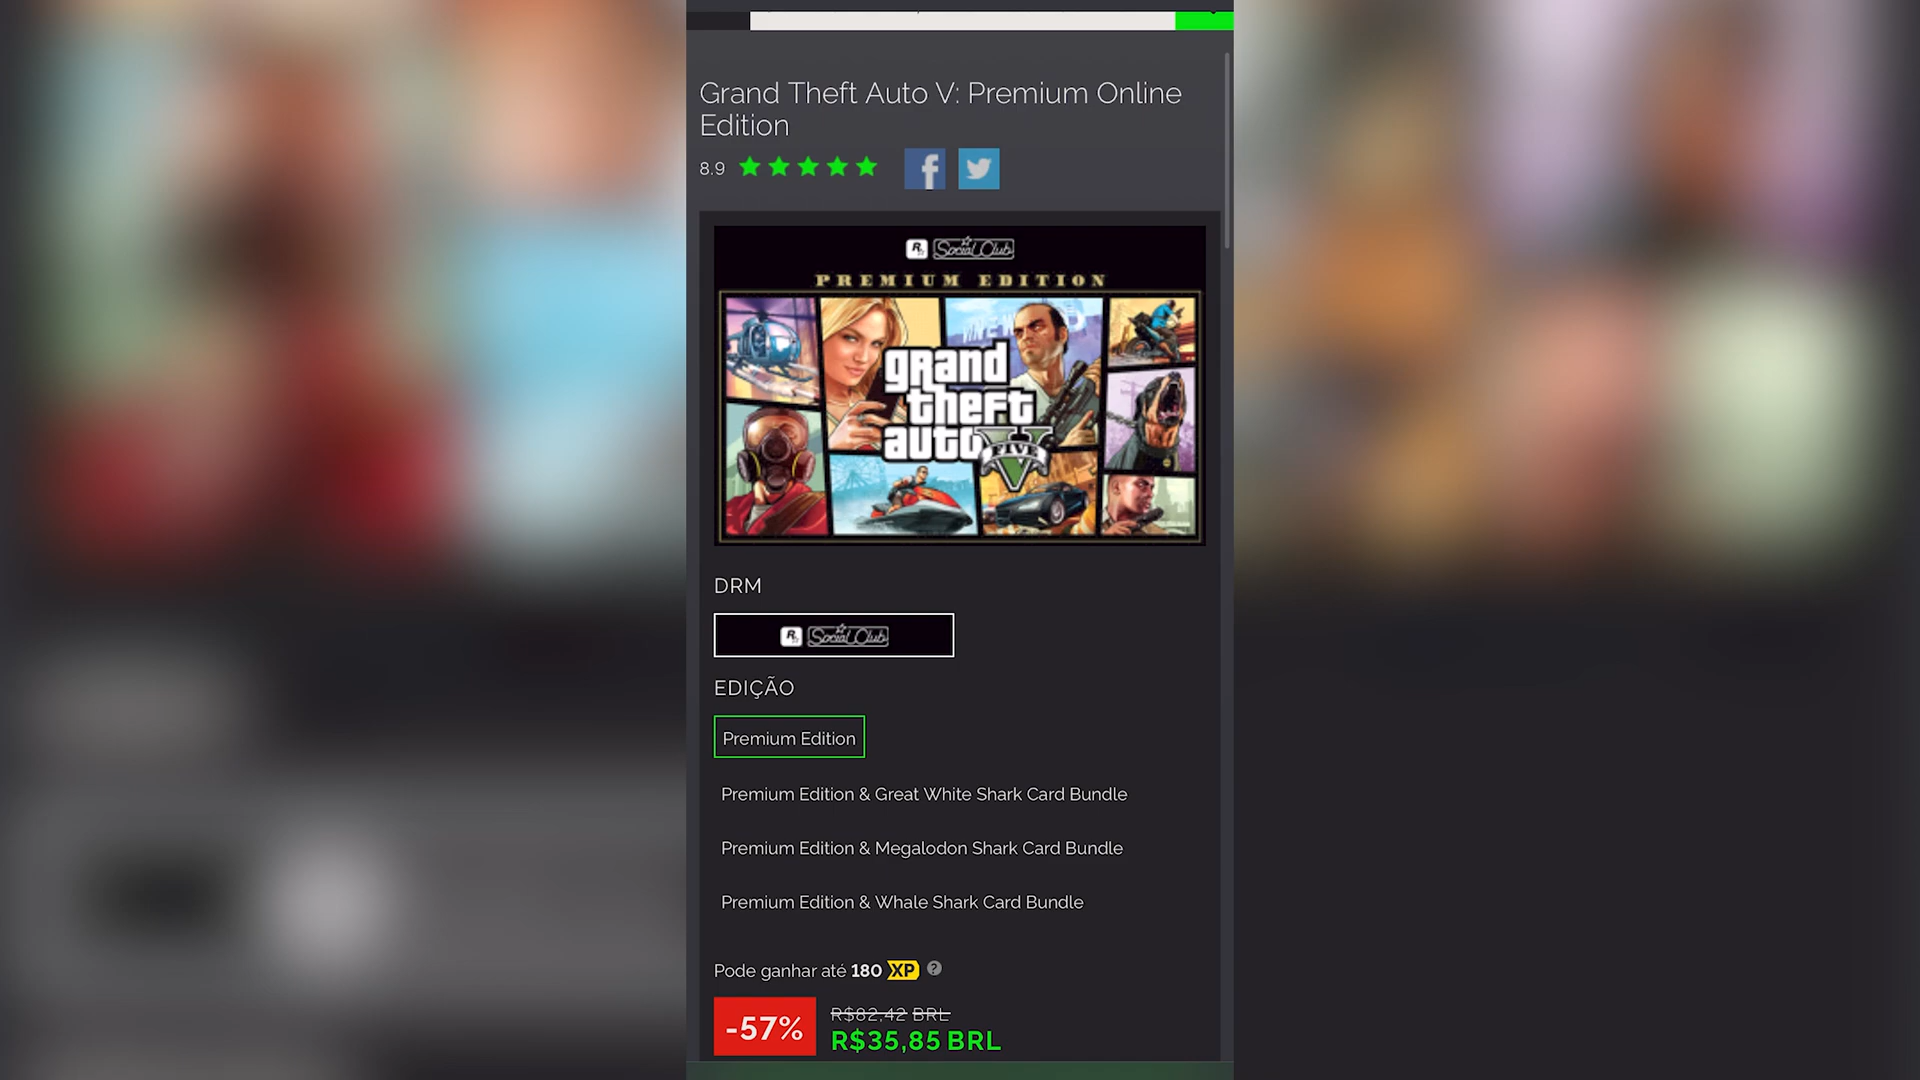 Grand Theft Auto V: Premium Online
Edition
8.9
R Social Club
PREMIUM EDITION
grand
theft
auto V
FIVE
DRM
R Social Club
EDIÇÃO
Premium Edition
Premium Edition & Great White Shark Card Bundle
Premium Edition & Megalodon Shark Card Bundle
Premium Edition & Whale Shark Card Bundle
Pode ganhar até 180 XP ?
-57%
R$82,42 BRL
R$35,85 BRL